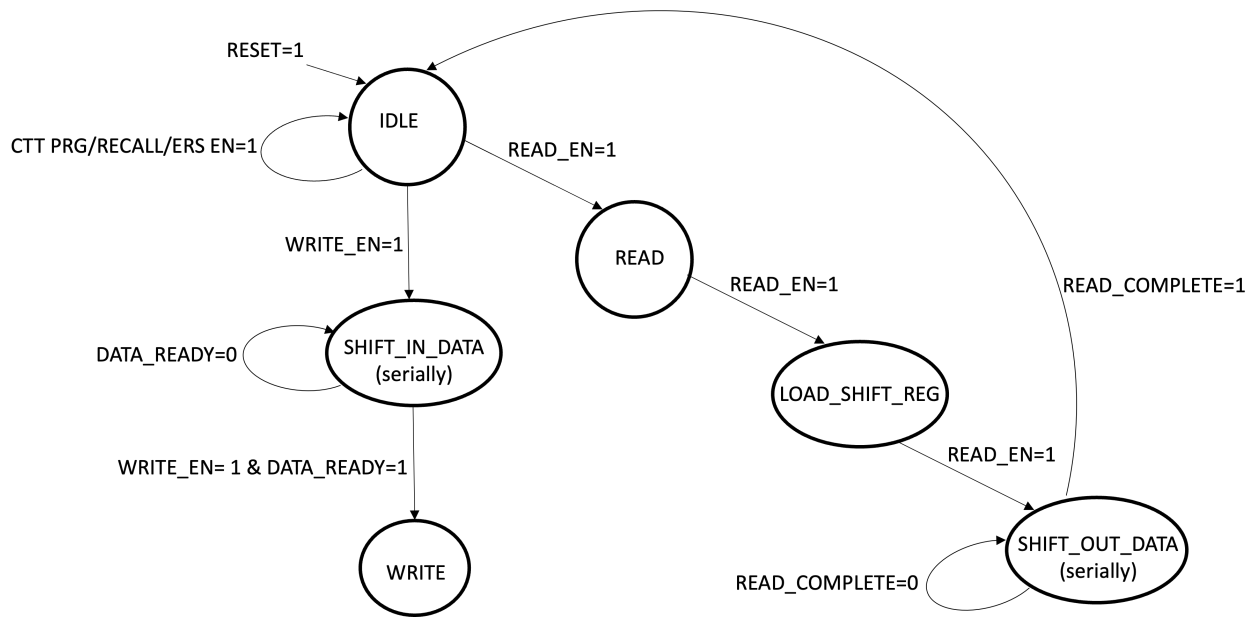 RESET=1
IDLE
CTT PRG/RECALL/ERS EN=1
READ_EN=1
WRITE_EN=1
READ
READ_EN=1
READ_COMPLETE=1
SHIFT_IN_DATA
(serially)
DATA_READY=0
LOAD_SHIFT_REG
READ_EN=1
WRITE_EN= 1 & DATA_READY=1
SHIFT_OUT_DATA
(serially)
WRITE
READ_COMPLETE=0